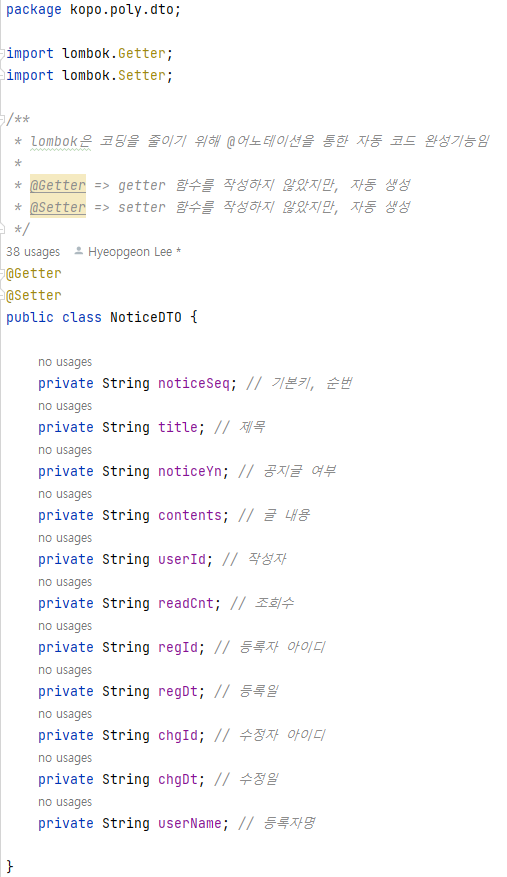 package kopo.poly.dto;
import lombok.Getter;
import lombok.Setter;
/**
* lombok은 코딩을 줄이기 위해 @어노테이션을 통한 자동 코드 완성기능임
*
* @Getter => getter 함수를 작성하지 않았지만, 자동 생성
* @Setter => setter 함수를 작성하지 않았지만, 자동 생성
*/
38 usages Hyeopgeon Lee *
@Getter
@Setter
public class NoticeDTO {
no usages
private String noticeSeq; // 기본키, 순번
no usages
private String title; // 제목
no usages
private String noticeYn; // 공지글 여부
no usages
private String contents; // 글 내용
no usages
private String userId; // 작성자
no usages
private String readCnt; // 조회수
no usages
private String regId; // 등록자 아이디
no usages
private String regDt; // 등록일
no usages
private String chgId; // 수정자 아이디
no usages
private String chgDt; // 수정일
no usages
private String userName; // 등록자명
}